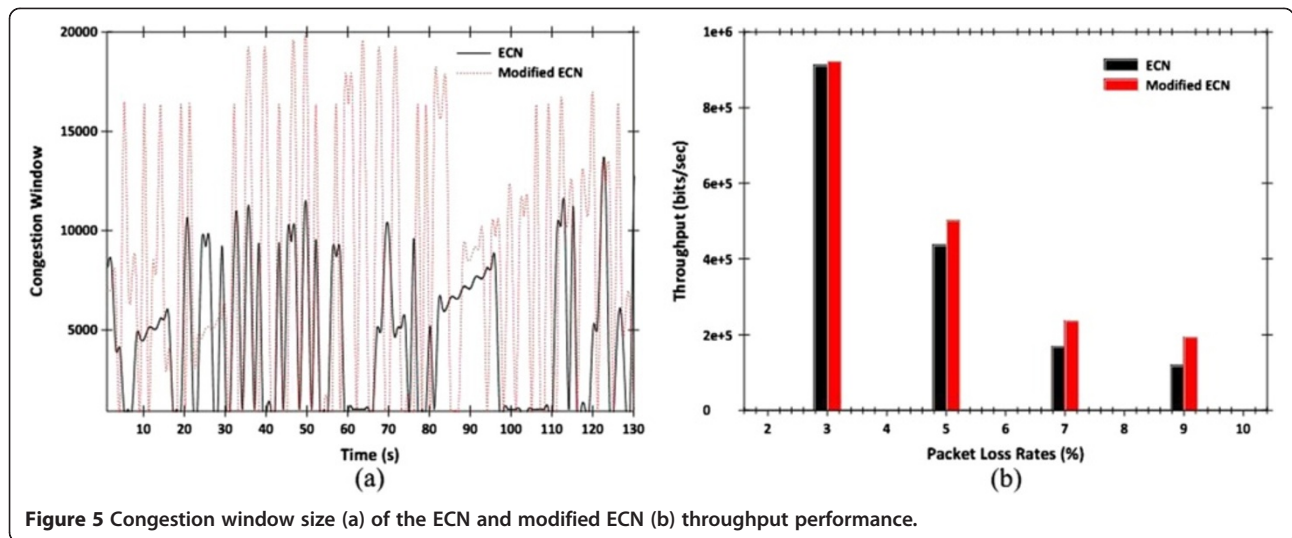 20000
15000
10000
5000
Congestion Window
ECN
Modified ECN
10 20 30 40 50 60 70 80 90 100 110 120 130
Time (s)
(a)
1e+6
8e+5
6e+5
4e+5
2e+5
0
Throughput (bits/sec)
ECN
Modified ECN
2 3 4 5 6 7 8 9 10
Packet Loss Rates (%)
(b)
Figure 5 Congestion window size (a) of the ECN and modified ECN (b) throughput performance.